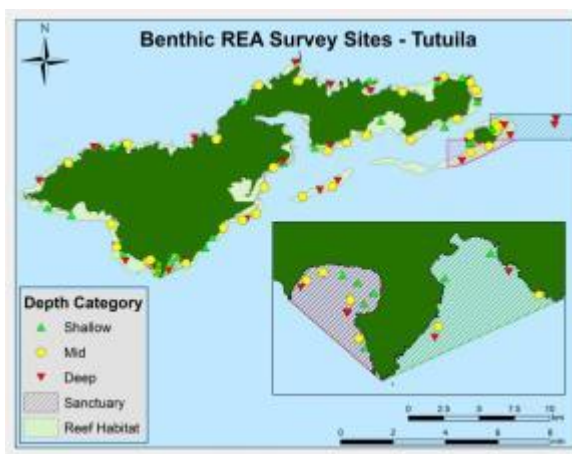 Benthic REA Survey Sites - Tutuila
N
Depth Category
Shallow
Mid
Deep
Sanctuary
Reef Habitat
0 2.5 5 7.5 10
km
0 2 4 6 8